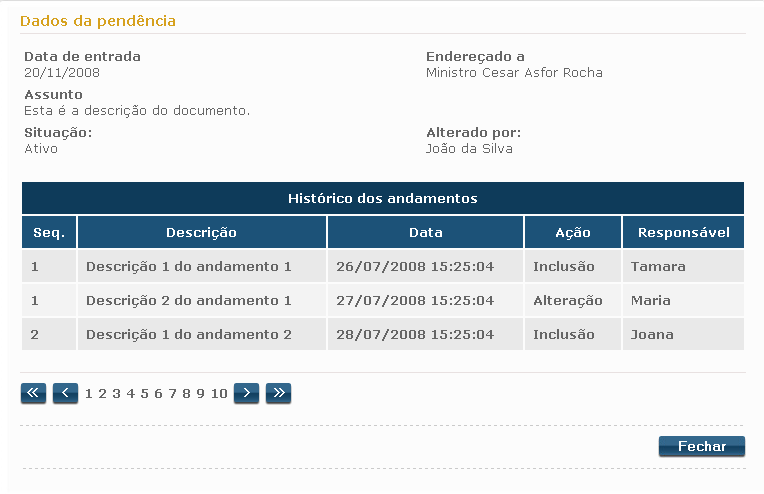 Dados da pendência
Data de entrada Endereçado a
20/11/2008 Ministro Cesar Asfor Rocha
Assunto
Esta é a descrição do documento.
Situação: Alterado por:
Ativo João da Silva
Histórico dos andamentos
Seq. Descrição Data Ação Responsável
1 Descrição 1 do andamento 1 26/07/2008 15:25:04 Inclusão Tamara
1 Descrição 2 do andamento 1 27/07/2008 15:25:04 Alteração Maria
2 Descrição 1 do andamento 2 28/07/2008 15:25:04 Inclusão Joana
« ‹ 1 2 3 4 5 6 7 8 9 10 › »
Fechar